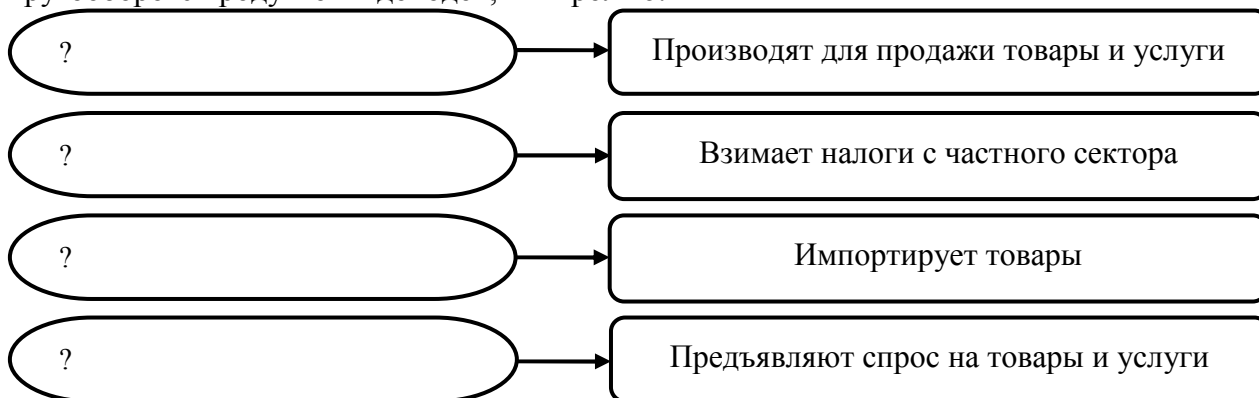 ? Производят для продажи товары и услуги
? Взимает налоги с частного сектора
? Импортирует товары
? Предъявляют спрос на товары и услуги